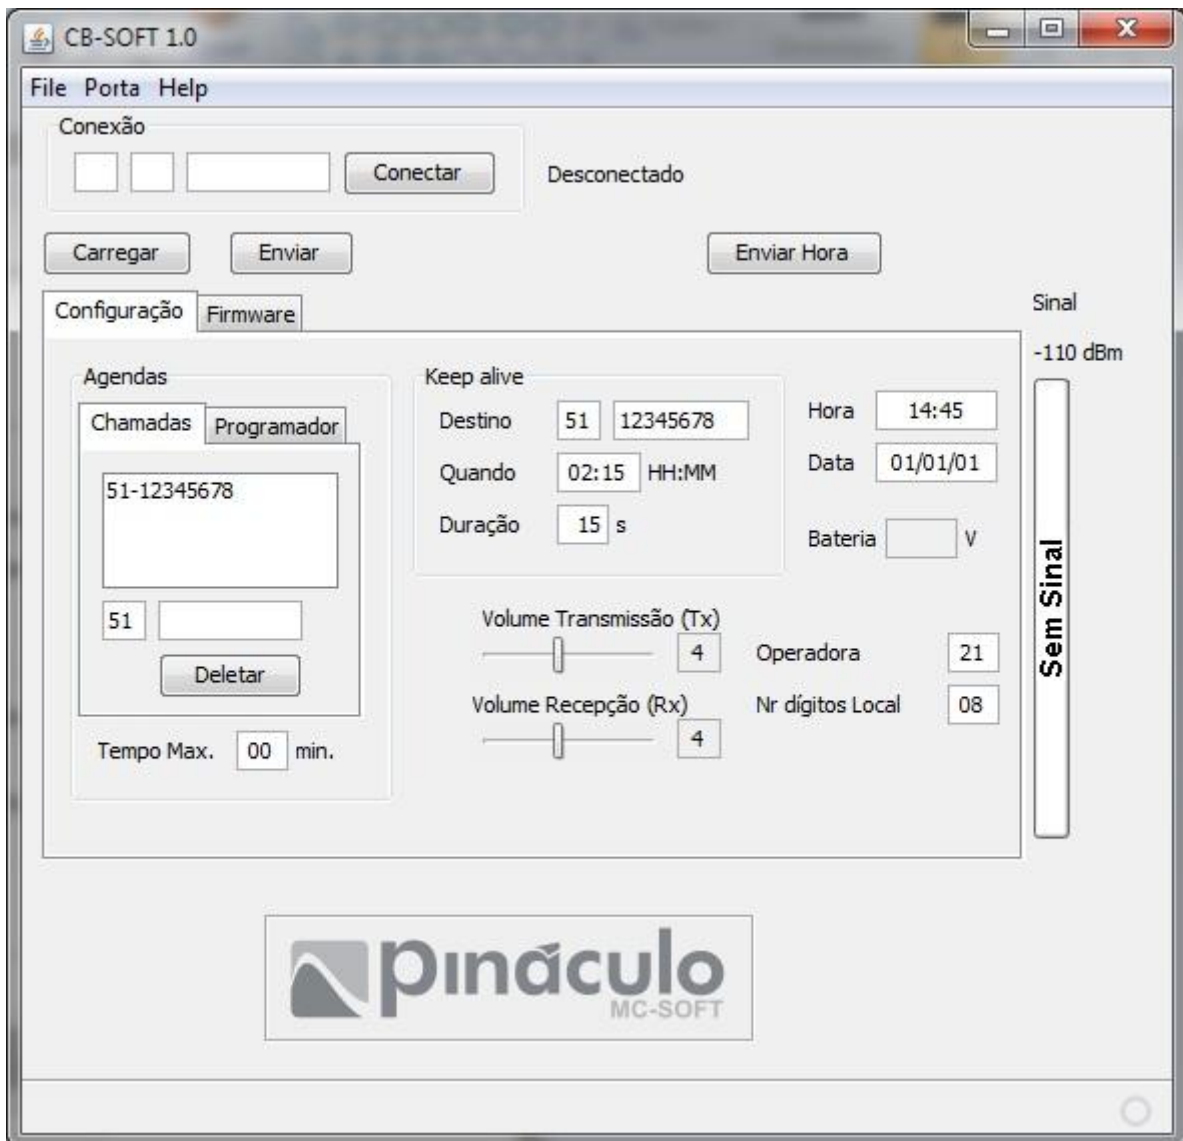 CB-SOFT 1.0
File Porta Help
Conexão
Conectar
Desconectado
Carregar
Enviar
Enviar Hora
Configuração
Firmware
Sinal
-110 dBm
Sem Sinal
Agendas
Chamadas
Programador
51-12345678
51
Deletar
Tempo Max. 00 min.
Keep alive
Destino 51 12345678
Quando 02:15 HH:MM
Duração 15 s
Hora 14:45
Data 01/01/01
Bateria V
Volume Transmissão (Tx)
4
Volume Recepção (Rx)
4
Operadora 21
Nr dígitos Local 08
pináculo
MC-SOFT